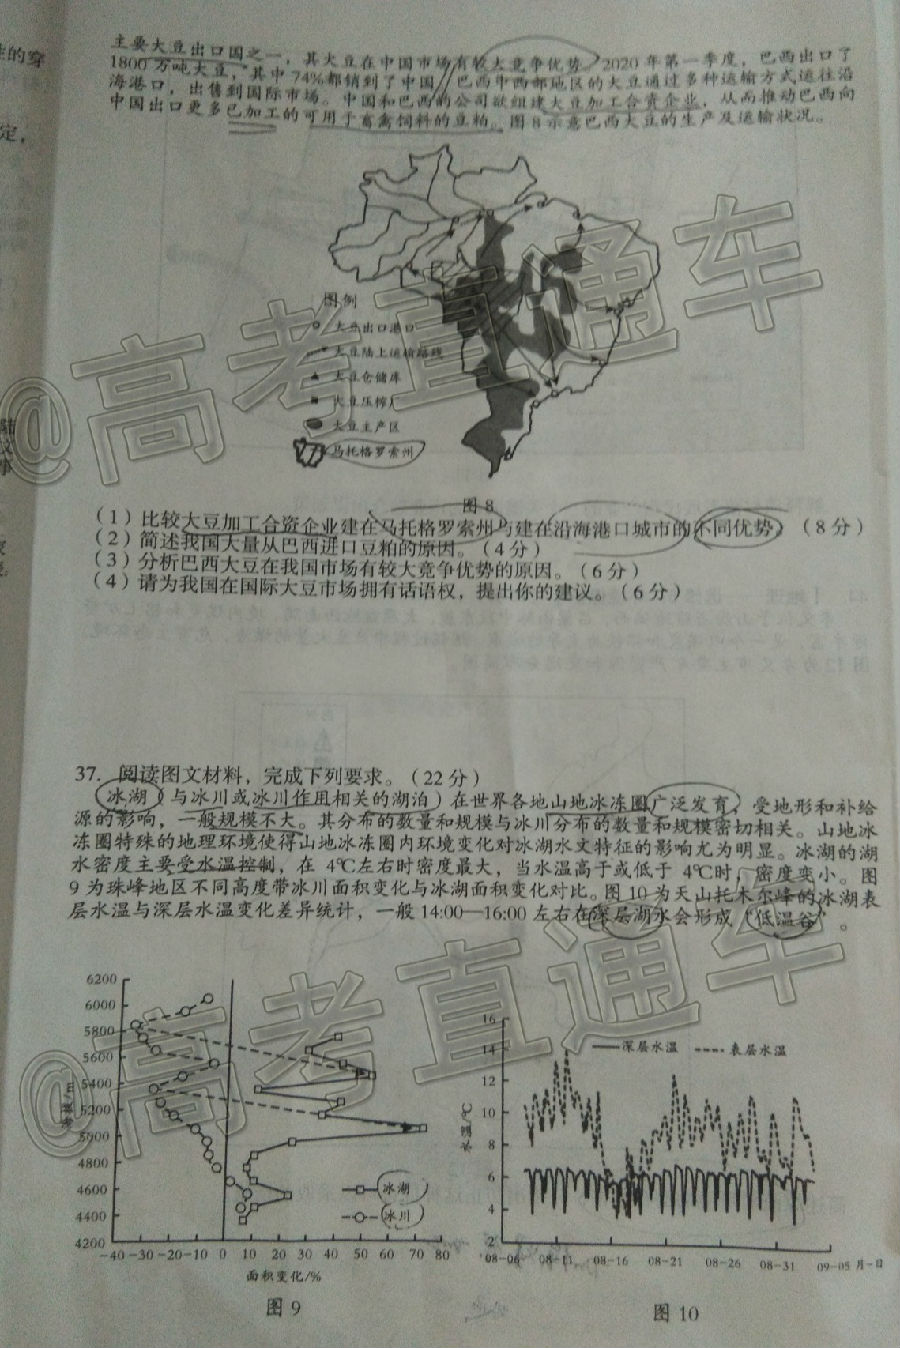 主要大豆出口国之一，其大豆在中国市场有较大竞争优势。2020年第一季度，巴西出口了
1800万吨大豆，其中74%都销到了中国。巴西中西部地区的大豆通过多种运输方式运往沿
海港口，出售到国际市场。中国和巴西的公司欲组建大豆加工合资企业，从而推动巴西向
中国出口更多已加工的可用于畜禽饲料的豆粕。图8示意巴西大豆的生产及运输状况。
图例
大豆出口港口
大豆陆上运输路线
大豆仓储库
大豆压榨厂
大豆主产区
马托格罗索州
图8
（1）比较大豆加工合资企业建在马托格罗索州与建在沿海港口城市的不同优势。（8分）
（2）简述我国大量从巴西进口豆粕的原因。（4分）
（3）分析巴西大豆在我国市场有较大竞争优势的原因。（6分）
（4）请为我国在国际大豆市场拥有话语权，提出你的建议。（6分）
37．阅读图文材料，完成下列要求。（22分）
冰湖（与冰川或冰川作用相关的湖泊）在世界各地山地冰冻圈广泛发育，受地形和补给
源的影响，一般规模不大。其分布的数量和规模与冰川分布的数量和规模密切相关。山地冰
冻圈特殊的地理环境使得山地冰冻圈内环境变化对冰湖水文特征的影响尤为明显。冰湖的湖
水密度主要受水温控制，在4℃左右时密度最大，当水温高于或低于4℃时，密度变小。图
9为珠峰地区不同高度带冰川面积变化与冰湖面积变化对比。图10为天山托木尔峰的冰湖表
层水温与深层水温变化差异统计，一般14:00—16:00左右在深层湖水会形成“低温谷”。
6200
6000
5800
5600
5400
5200
5000
4800
4600
4400
4200
海拔/m
-40 -30 -20 -10 0 10 20 30 40 50 60 70 80
面积变化/%
冰湖
冰川
图9
16
14
12
10
8
6
4
2
水温/℃
深层水温 表层水温
08-06 08-11 08-16 08-21 08-26 08-31 09-05 月-日
图10
@高考直通车
@高考直通车